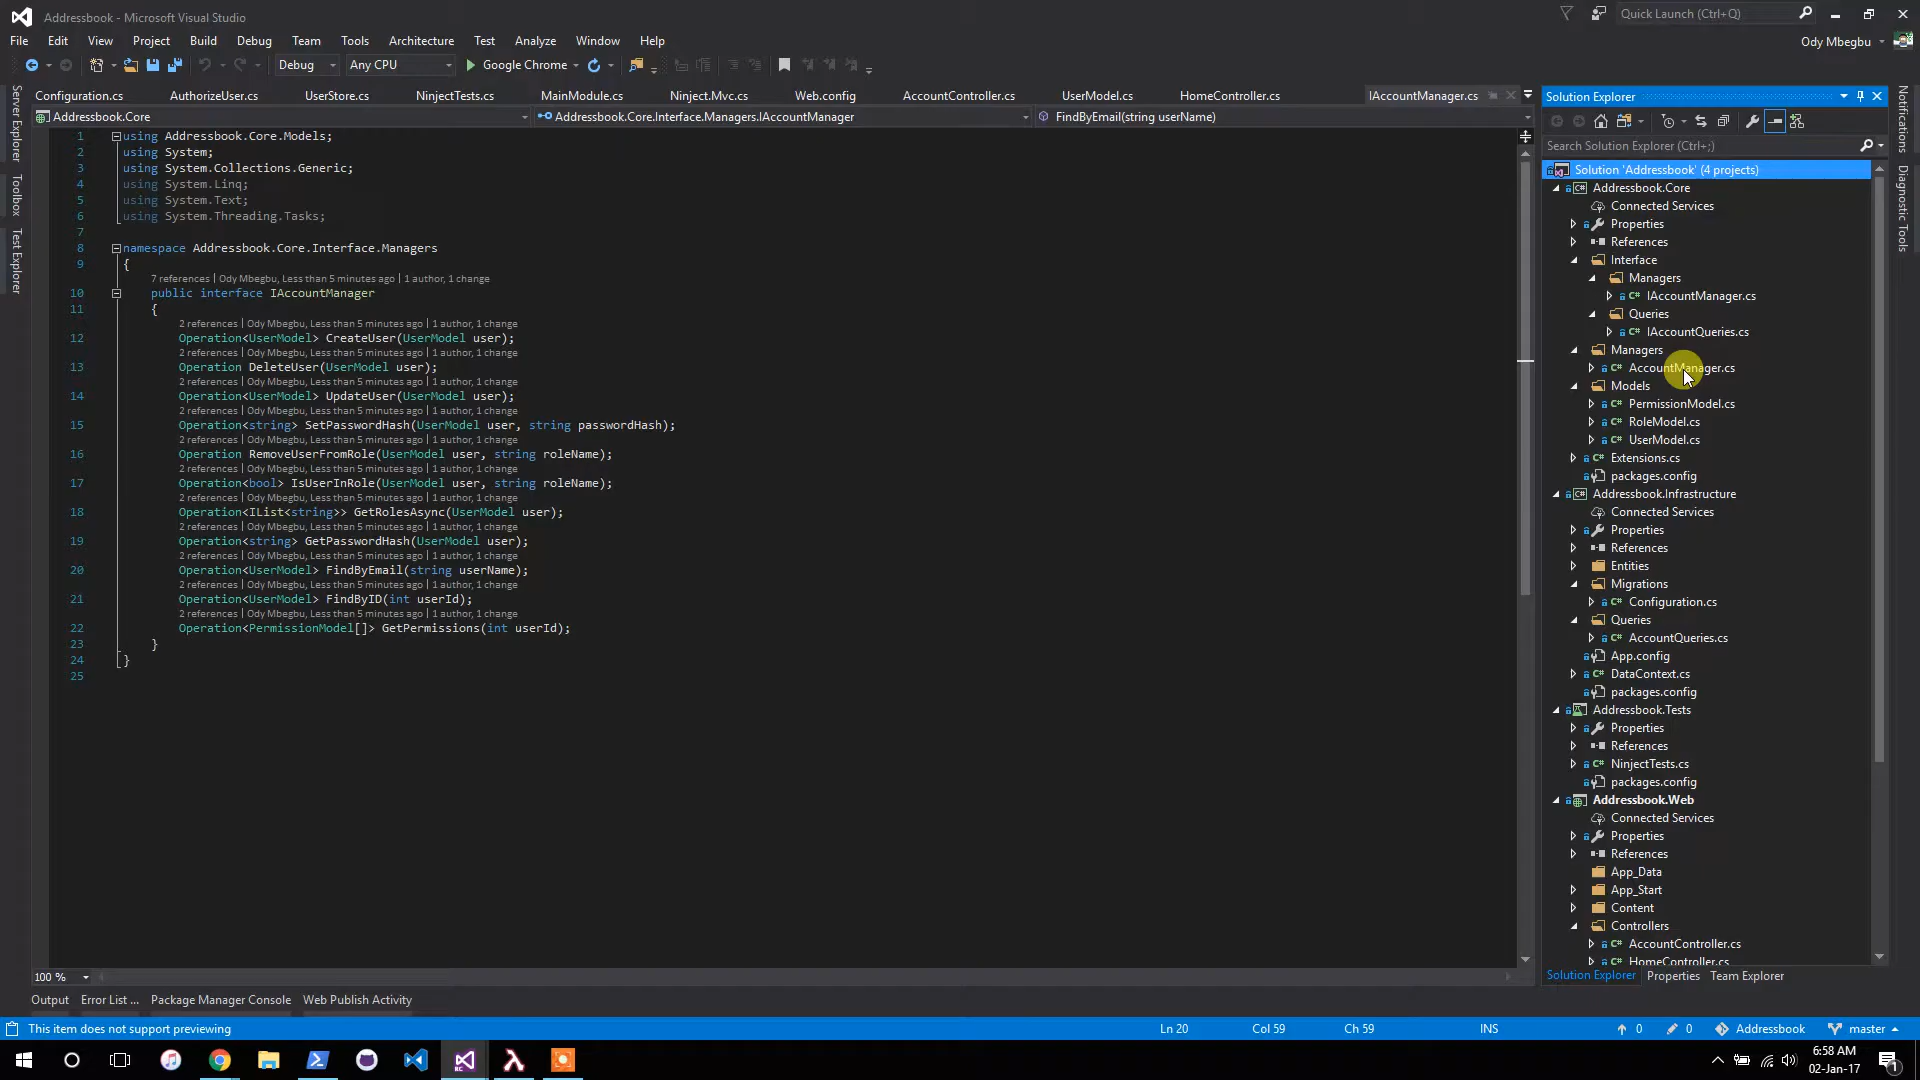 Addressbook - Microsoft Visual Studio
Quick Launch (Ctrl+Q)
File Edit View Project Build Debug Team Tools Architecture Test Analyze Window Help
Ody Mbegbu
Debug Any CPU Google Chrome
Configuration.cs AuthorizeUser.cs UserStore.cs NinjectTests.cs MainModule.cs Ninject.Mvc.cs Web.config AccountController.cs UserModel.cs HomeController.cs IAccountManager.cs
Addressbook.Core Addressbook.Core.Interface.Managers.IAccountManager FindByEmail(string userName)
Server Explorer
Toolbox
Test Explorer
1 using Addressbook.Core.Models;
2 using System;
3 using System.Collections.Generic;
4 using System.Linq;
5 using System.Text;
6 using System.Threading.Tasks;
7
8 namespace Addressbook.Core.Interface.Managers
9 {
7 references | Ody Mbegbu, Less than 5 minutes ago | 1 author, 1 change
10 public interface IAccountManager
11 {
2 references | Ody Mbegbu, Less than 5 minutes ago | 1 author, 1 change
12 Operation<UserModel> CreateUser(UserModel user);
2 references | Ody Mbegbu, Less than 5 minutes ago | 1 author, 1 change
13 Operation DeleteUser(UserModel user);
2 references | Ody Mbegbu, Less than 5 minutes ago | 1 author, 1 change
14 Operation<UserModel> UpdateUser(UserModel user);
2 references | Ody Mbegbu, Less than 5 minutes ago | 1 author, 1 change
15 Operation<string> SetPasswordHash(UserModel user, string passwordHash);
2 references | Ody Mbegbu, Less than 5 minutes ago | 1 author, 1 change
16 Operation RemoveUserFromRole(UserModel user, string roleName);
2 references | Ody Mbegbu, Less than 5 minutes ago | 1 author, 1 change
17 Operation<bool> IsUserInRole(UserModel user, string roleName);
2 references | Ody Mbegbu, Less than 5 minutes ago | 1 author, 1 change
18 Operation<IList<string>> GetRolesAsync(UserModel user);
2 references | Ody Mbegbu, Less than 5 minutes ago | 1 author, 1 change
19 Operation<string> GetPasswordHash(UserModel user);
2 references | Ody Mbegbu, Less than 5 minutes ago | 1 author, 1 change
20 Operation<UserModel> FindByEmail(string userName);
2 references | Ody Mbegbu, Less than 5 minutes ago | 1 author, 1 change
21 Operation<UserModel> FindByID(int userId);
2 references | Ody Mbegbu, Less than 5 minutes ago | 1 author, 1 change
22 Operation<PermissionModel[]> GetPermissions(int userId);
23 }
24 }
25
100 %
Solution Explorer
Search Solution Explorer (Ctrl+;)
Solution 'Addressbook' (4 projects)
Addressbook.Core
Connected Services
Properties
References
Interface
Managers
C# IAccountManager.cs
Queries
C# IAccountQueries.cs
Managers
C# AccountManager.cs
Models
C# PermissionModel.cs
C# RoleModel.cs
C# UserModel.cs
C# Extensions.cs
packages.config
Addressbook.Infrastructure
Connected Services
Properties
References
Entities
Migrations
C# Configuration.cs
Queries
C# AccountQueries.cs
App.config
C# DataContext.cs
packages.config
Addressbook.Tests
Properties
References
C# NinjectTests.cs
packages.config
Addressbook.Web
Connected Services
Properties
References
App_Data
App_Start
Content
Controllers
C# AccountController.cs
C# HomeController.cs
Solution Explorer Properties Team Explorer
Notifications
Diagnostic Tools
Output Error List ... Package Manager Console Web Publish Activity
This item does not support previewing Ln 20 Col 59 Ch 59 INS 0 0 Addressbook master
6:58 AM
02-Jan-17
1